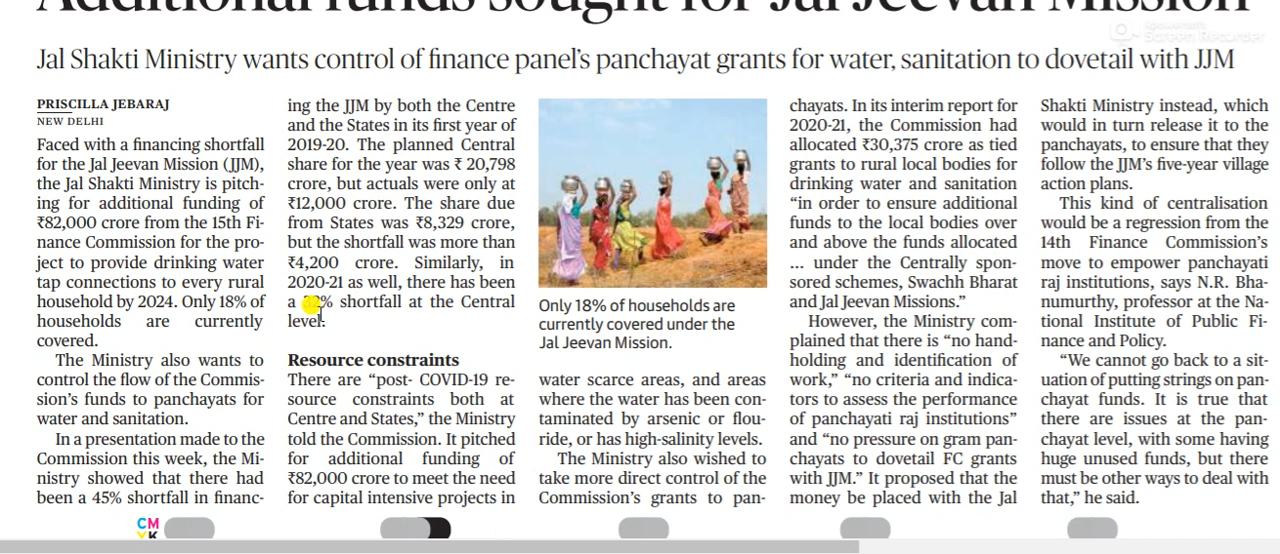 Additional funds sought for Jal Jeevan Mission
Jal Shakti Ministry wants control of finance panel's panchayat grants for water, sanitation to dovetail with JJM
PRISCILLA JEBARAJ
NEW DELHI
Faced with a financing shortfall
for the Jal Jeevan Mission (JJM),
the Jal Shakti Ministry is pitch-
ing for additional funding of
₹82,000 crore from the 15th Fi-
nance Commission for the pro-
ject to provide drinking water
tap connections to every rural
household by 2024. Only 18% of
households are currently
covered.
The Ministry also wants to
control the flow of the Commis-
sion's funds to panchayats for
water and sanitation.
In a presentation made to the
Commission this week, the Mi-
nistry showed that there had
been a 45% shortfall in financ-
ing the JJM by both the Centre
and the States in its first year of
2019-20. The planned Central
share for the year was ₹ 20,798
crore, but actuals were only at
₹12,000 crore. The share due
from States was ₹8,329 crore,
but the shortfall was more than
₹4,200 crore. Similarly, in
2020-21 as well, there has been
a shortfall at the Central
level.
Resource constraints
There are “post- COVID-19 re-
source constraints both at
Centre and States,” the Ministry
told the Commission. It pitched
for additional funding of
₹82,000 crore to meet the need
for capital intensive projects in
Only 18% of households are
currently covered under the
Jal Jeevan Mission.
water scarce areas, and areas
where the water has been con-
taminated by arsenic or flou-
ride, or has high-salinity levels.
The Ministry also wished to
take more direct control of the
Commission's grants to pan-
chayats. In its interim report for
2020-21, the Commission had
allocated ₹30,375 crore as tied
grants to rural local bodies for
drinking water and sanitation
“in order to ensure additional
funds to the local bodies over
and above the funds allocated
... under the Centrally spon-
sored schemes, Swachh Bharat
and Jal Jeevan Missions.”
However, the Ministry com-
plained that there is “no hand-
holding and identification of
work,” “no criteria and indica-
tors to assess the performance
of panchayati raj institutions”
and “no pressure on gram pan-
chayats to dovetail FC grants
with JJM.” It proposed that the
money be placed with the Jal
Shakti Ministry instead, which
would in turn release it to the
panchayats, to ensure that they
follow the JJM's five-year village
action plans.
This kind of centralisation
would be a regression from the
14th Finance Commission's
move to empower panchayati
raj institutions, says N.R. Bha-
numurthy, professor at the Na-
tional Institute of Public Fi-
nance and Policy.
“We cannot go back to a sit-
uation of putting strings on pan-
chayat funds. It is true that
there are issues at the pan-
chayat level, with some having
huge unused funds, but there
must be other ways to deal with
that,” he said.
CM
YK
Screen Recorder